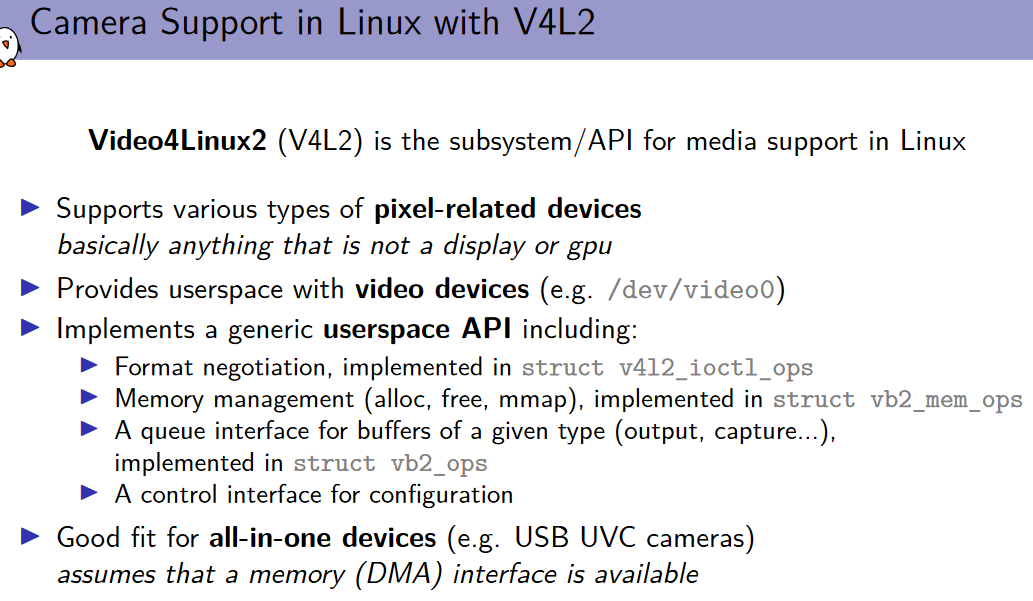 Camera Support in Linux with V4L2
Video4Linux2 (V4L2) is the subsystem/API for media support in Linux
Supports various types of pixel-related devices
basically anything that is not a display or gpu
Provides userspace with video devices (e.g. /dev/video0)
Implements a generic userspace API including:
Format negotiation, implemented in struct v4l2_ioctl_ops
Memory management (alloc, free, mmap), implemented in struct vb2_mem_ops
A queue interface for buffers of a given type (output, capture...),
implemented in struct vb2_ops
A control interface for configuration
Good fit for all-in-one devices (e.g. USB UVC cameras)
assumes that a memory (DMA) interface is available